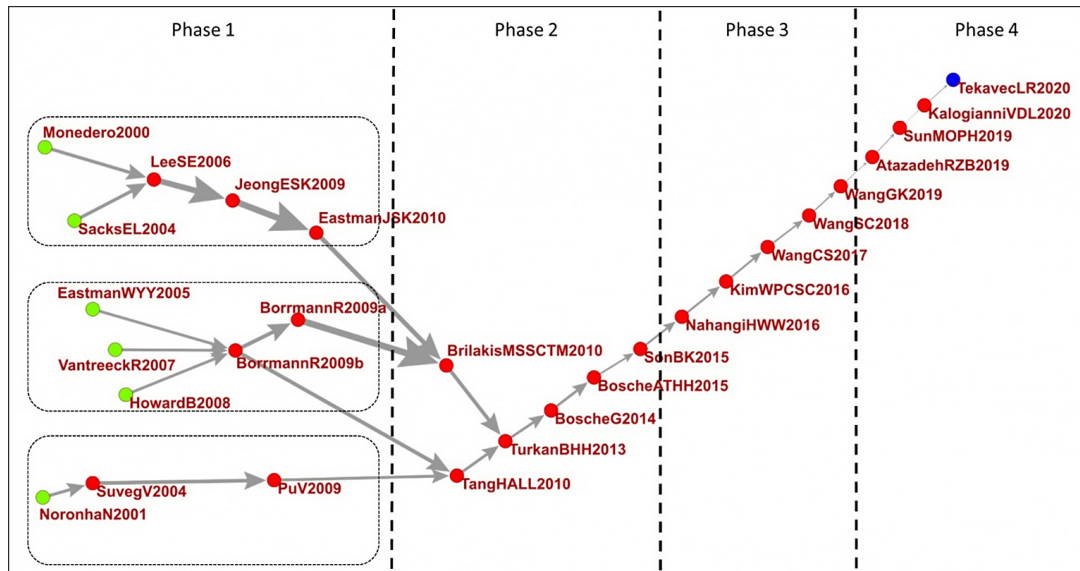 Phase 1
Phase 2
Phase 3
Phase 4
Monedero2000
LeeSE2006
JeongESK2009
SacksEL2004
EastmanJSK2010
EastmanWYY2005
BorrmannR2009a
VantreeckR2007
BorrmannR2009b
HowardB2008
SuvegV2004
PuV2009
NoronhaN2001
BrilakisMSSCTM2010
TangHALL2010
TurkanBHH2013
BoscheG2014
BoscheATHH2015
SonBK2015
NahangiHWW2016
KimWPCSC2016
WangCS2017
WangSC2018
WangGK2019
AtazadehRZB2019
SunMOPH2019
KalogianniVDL2020
TekavecLR2020